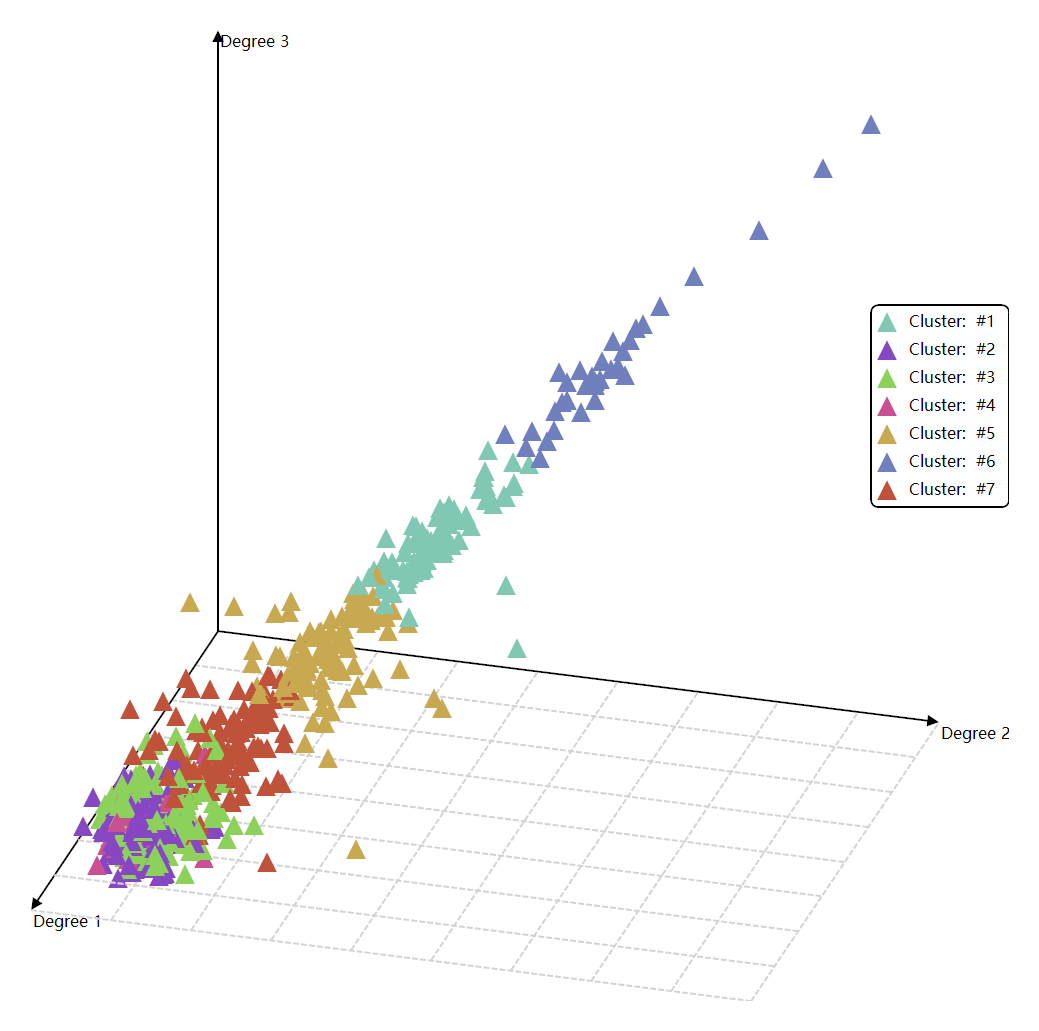 Degree 3
Cluster: #1
Cluster: #2
Cluster: #3
Cluster: #4
Cluster: #5
Cluster: #6
Cluster: #7
Degree 2
Degree 1